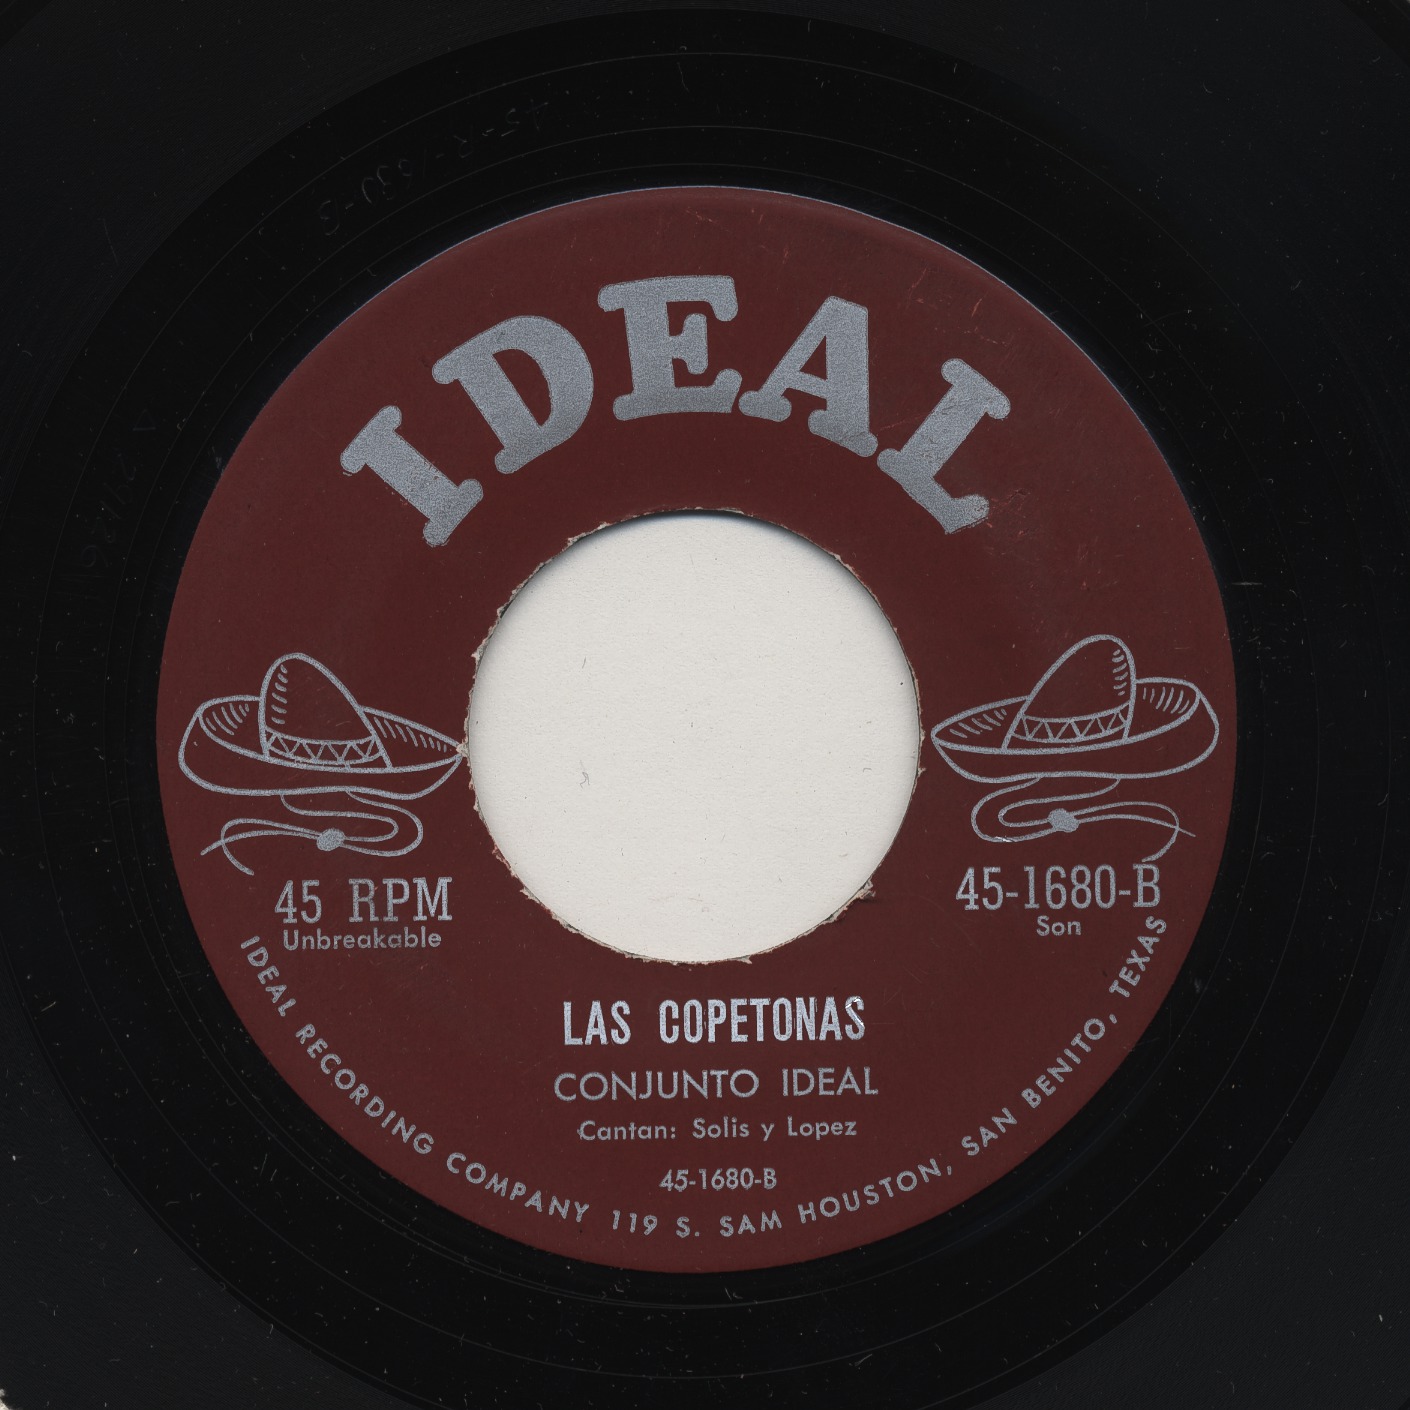 IDEAL
45 RPM
Unbreakable
45-1680-B
Son
LAS COPETONAS
CONJUNTO IDEAL
Cantan: Solis y Lopez
45-1680-B
IDEAL RECORDING COMPANY 119 S. SAM HOUSTON, SAN BENITO, TEXAS